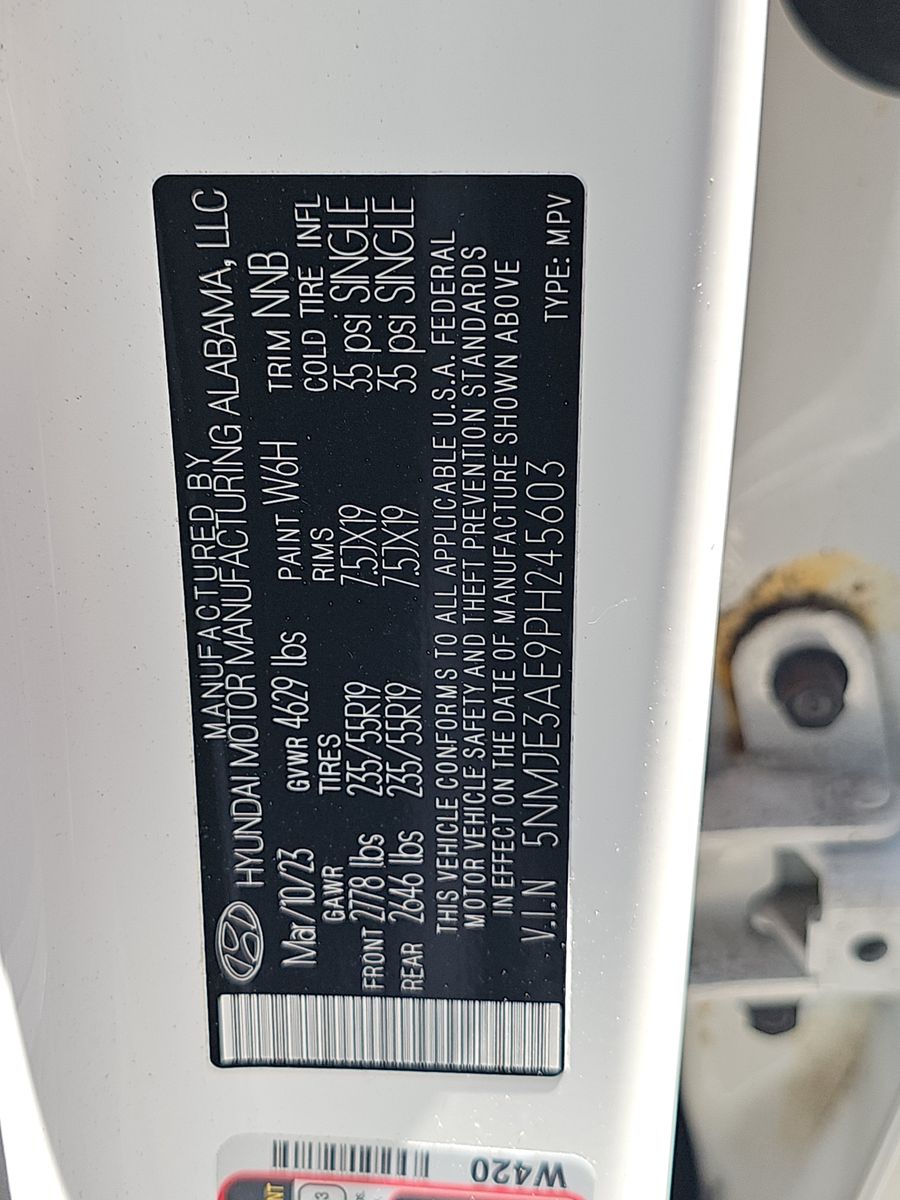 MANUFACTURED BY
HYUNDAI MOTOR MANUFACTURING ALABAMA, LLC
Mar/10/23 GVWR 4629 lbs PAINT W6H TRIM NNB
GAWR TIRES RIMS COLD TIRE INFL
FRONT 2778 lbs 235/55R19 7.5JX19 35 psi SINGLE
REAR 2646 lbs 235/55R19 7.5JX19 35 psi SINGLE
THIS VEHICLE CONFORMS TO ALL APPLICABLE U.S.A. FEDERAL
MOTOR VEHICLE SAFETY AND THEFT PREVENTION STANDARDS
IN EFFECT ON THE DATE OF MANUFACTURE SHOWN ABOVE
V.I.N 5NMJE3AE9PH245603 TYPE: MPV
W420